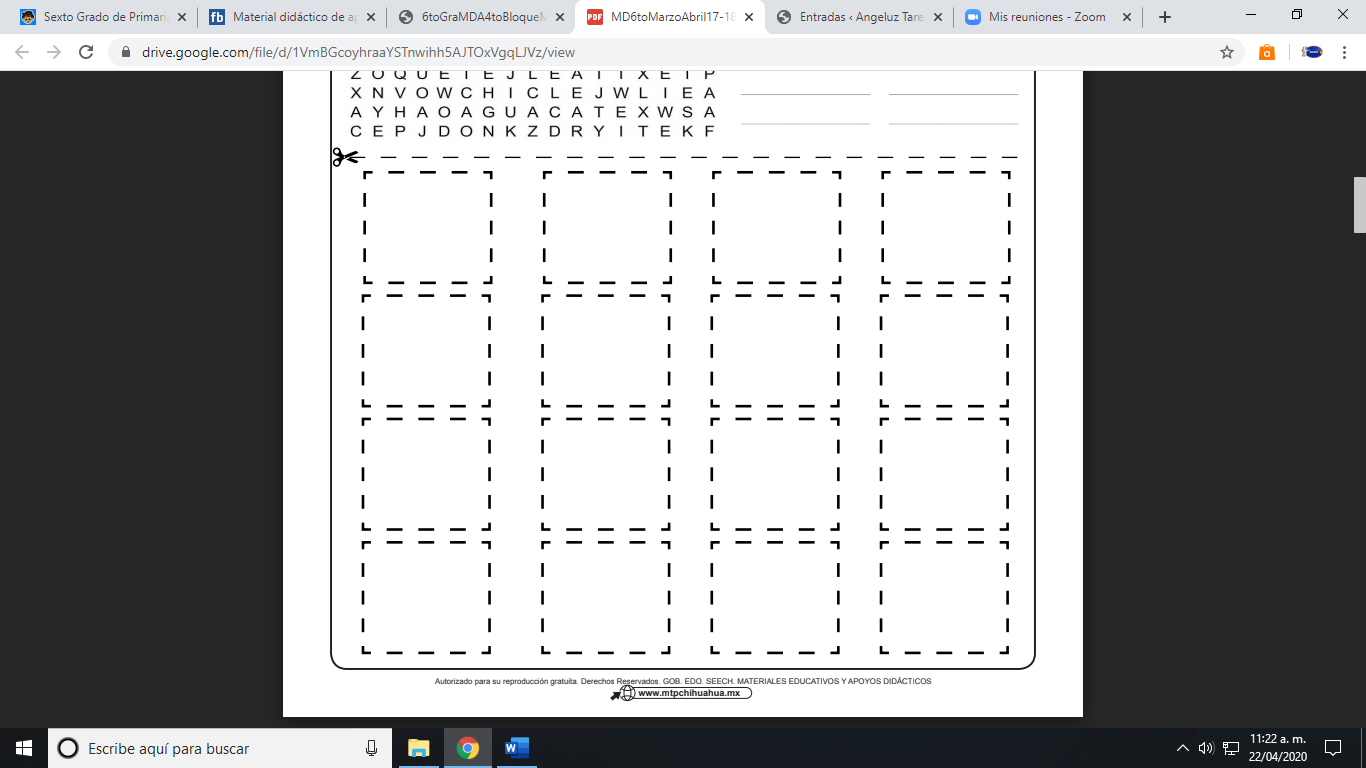 Sexto Grado de Primari
Material didáctico de ap
6toGraMDA4toBloqueM
MD6toMarzoAbril17-18
Entradas ‹ Angeluz Tare
Mis reuniones - Zoom
drive.google.com/file/d/1VmBGcoyhraaYSTnwihh5AJTOxVgqLJVz/view
Z O Q U E T E J L E A T T X E T P
X N V O W C H I C L E J W L I E A
A Y H A O A G U A C A T E X W S A
C E P J D O N K Z D R Y I T E K F
Autorizado para su reproducción gratuita. Derechos Reservados. GOB. EDO. SEECH. MATERIALES EDUCATIVOS Y APOYOS DIDÁCTICOS
www.mtpchihuahua.mx
Escribe aquí para buscar
11:22 a. m.
22/04/2020